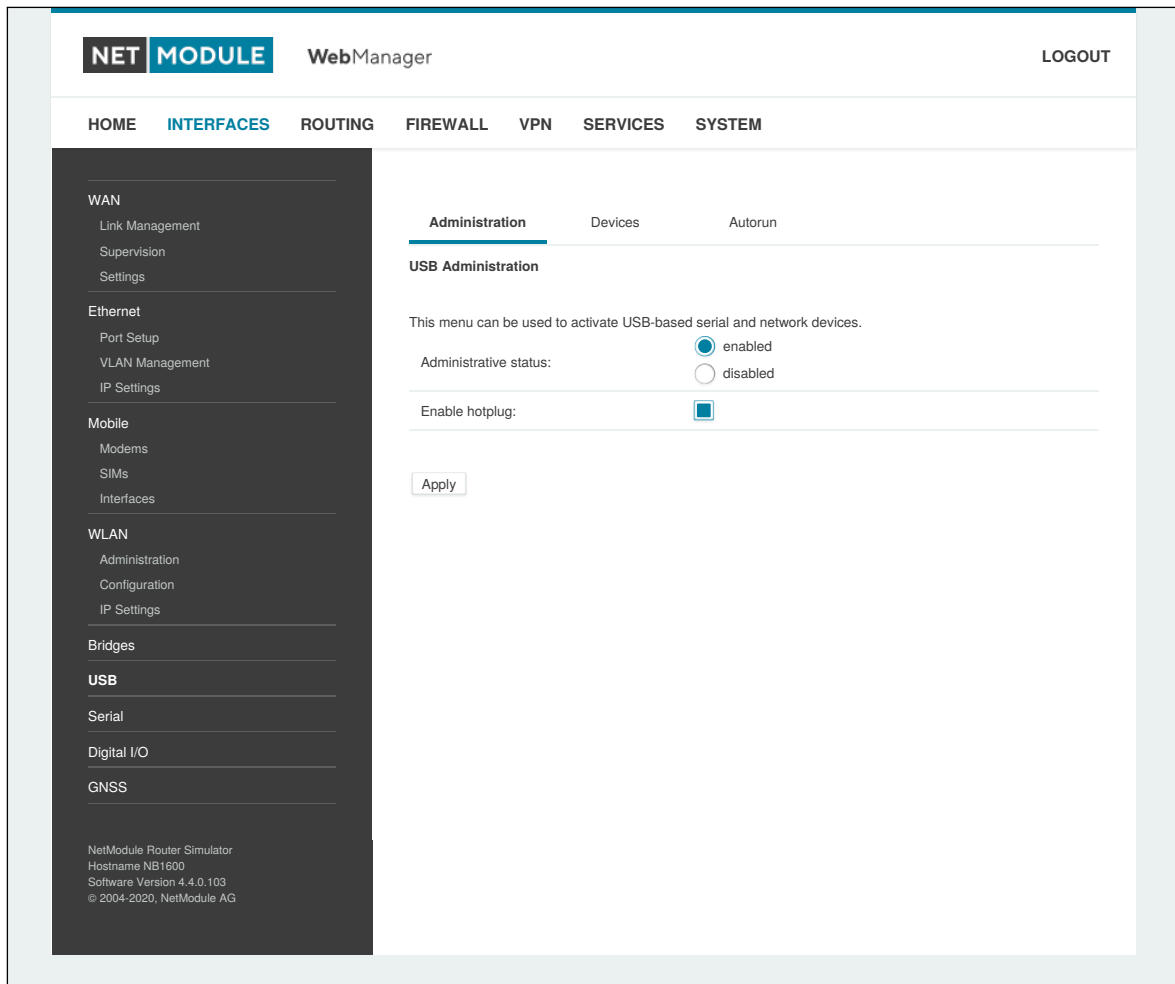 NET MODULE WebManager LOGOUT
HOME INTERFACES ROUTING FIREWALL VPN SERVICES SYSTEM
WAN
Link Management
Supervision
Settings
Ethernet
Port Setup
VLAN Management
IP Settings
Mobile
Modems
SIMs
Interfaces
WLAN
Administration
Configuration
IP Settings
Bridges
USB
Serial
Digital I/O
GNSS
NetModule Router Simulator
Hostname NB1600
Software Version 4.4.0.103
© 2004-2020, NetModule AG
Administration Devices Autorun
USB Administration
This menu can be used to activate USB-based serial and network devices.
Administrative status:
enabled
disabled
Enable hotplug:
Apply